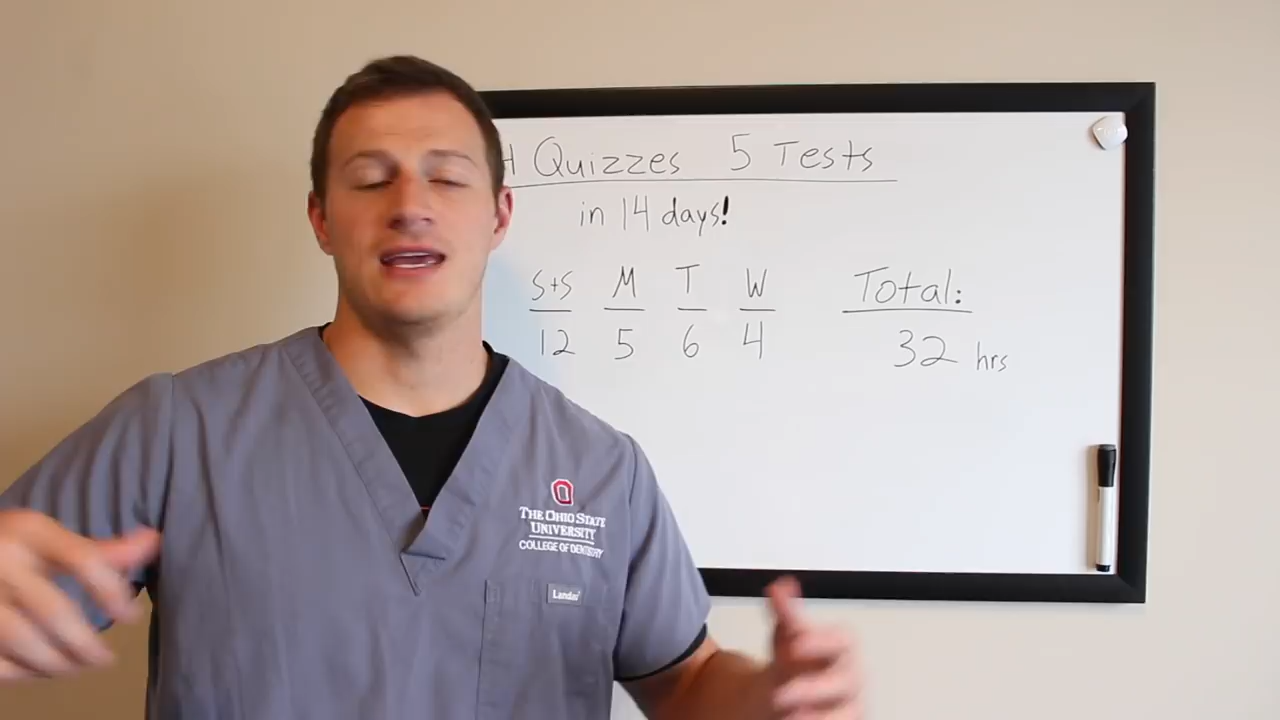 Quizzes 5 Tests
in 14 days!
S+S M T W Total:
12 5 6 4 32 hrs
THE OHIO STATE
UNIVERSITY
COLLEGE OF DENTISTRY
Landau